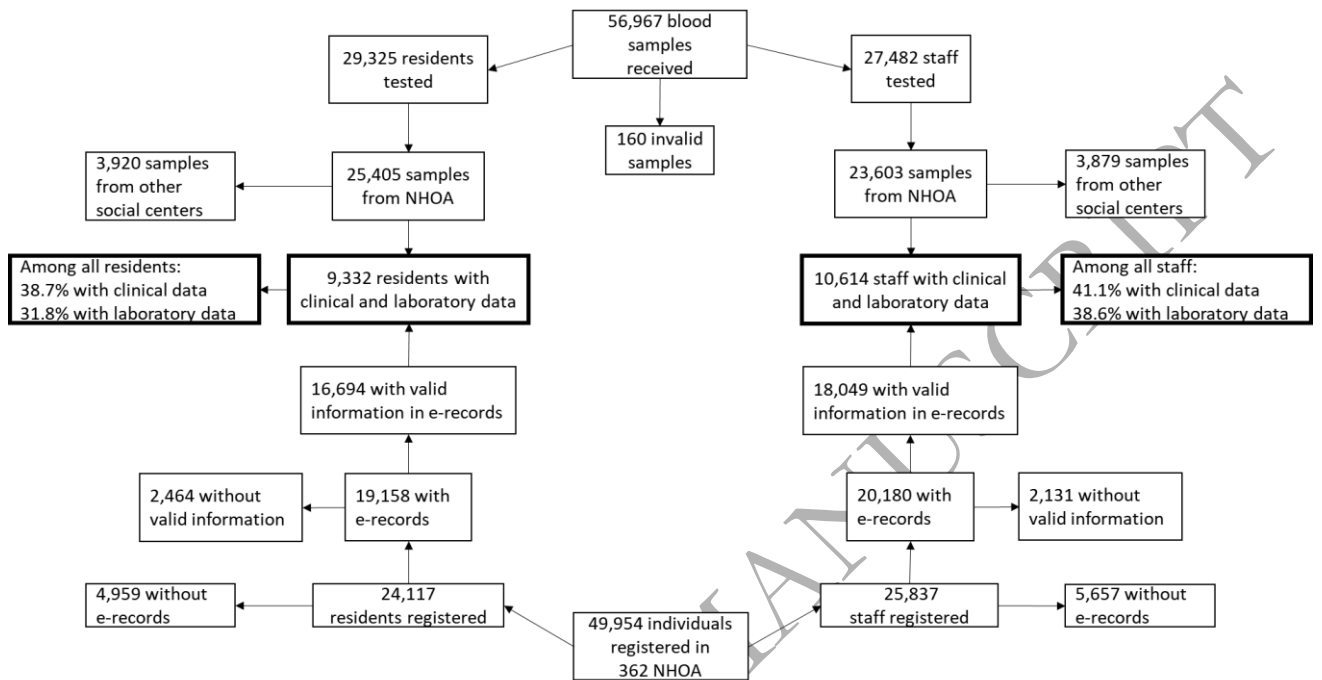 56,967 blood
samples
received
29,325 residents
tested
27,482 staff
tested
160 invalid
samples
3,920 samples
from other
social centers
25,405 samples
from NHOA
23,603 samples
from NHOA
3,879 samples
from other
social centers
Among all residents:
38.7% with clinical data
31.8% with laboratory data
9,332 residents with
clinical and laboratory data
10,614 staff with clinical
and laboratory data
Among all staff:
41.1% with clinical data
38.6% with laboratory data
16,694 with valid
information in e-records
18,049 with valid
information in e-records
2,464 without
valid information
19,158 with
e-records
20,180 with
e-records
2,131 without
valid information
4,959 without
e-records
24,117
residents registered
49,954 individuals
registered in
362 NHOA
25,837
staff registered
5,657 without
e-records
MANUSCRIPT